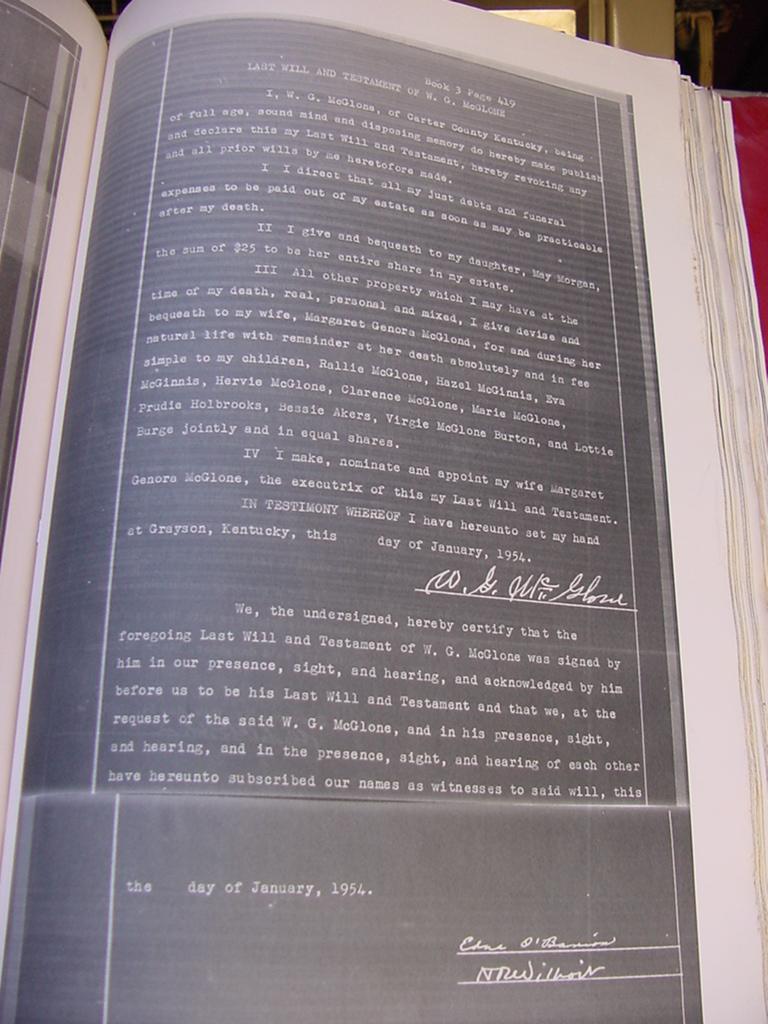 Book 3 Page 419
LAST WILL AND TESTAMENT OF W. G. McGLONE
I, W. G. McGlone, of Carter County Kentucky, being
of full age, sound mind and disposing memory do hereby make publish
and declare this my Last Will and Testament, hereby revoking any
and all prior wills by me heretofore made.
I I direct that all my just debts and funeral
expenses to be paid out of my estate as soon as may be practicable
after my death.
II I give and bequeath to my daughter, May Morgan,
the sum of $25 to be her entire share in my estate.
III All other property which I may have at the
time of my death, real, personal and mixed, I give devise and
bequeath to my wife, Margaret Genora McGlond, for and during her
natural life with remainder at her death absolutely and in fee
simple to my children, Rallie McGlone, Hazel McGinnis, Eva
McGinnis, Hervie McGlone, Clarence McGlone, Marie McGlone,
Prudie Holbrooks, Bessie Akers, Virgie McGlone Burton, and Lottie
Burge jointly and in equal shares.
IV I make, nominate and appoint my wife Margaret
Genora McGlone, the executrix of this my Last Will and Testament.
IN TESTIMONY WHEREOF I have hereunto set my hand
at Grayson, Kentucky, this day of January, 1954.
W. G. McGlone
We, the undersigned, hereby certify that the
foregoing Last Will and Testament of W. G. McGlone was signed by
him in our presence, sight, and hearing, and acknowledged by him
before us to be his Last Will and Testament and that we, at the
request of the said W. G. McGlone, and in his presence, sight,
and hearing, and in the presence, sight, and hearing of each other
have hereunto subscribed our names as witnesses to said will, this
the day of January, 1954.
O'Banion